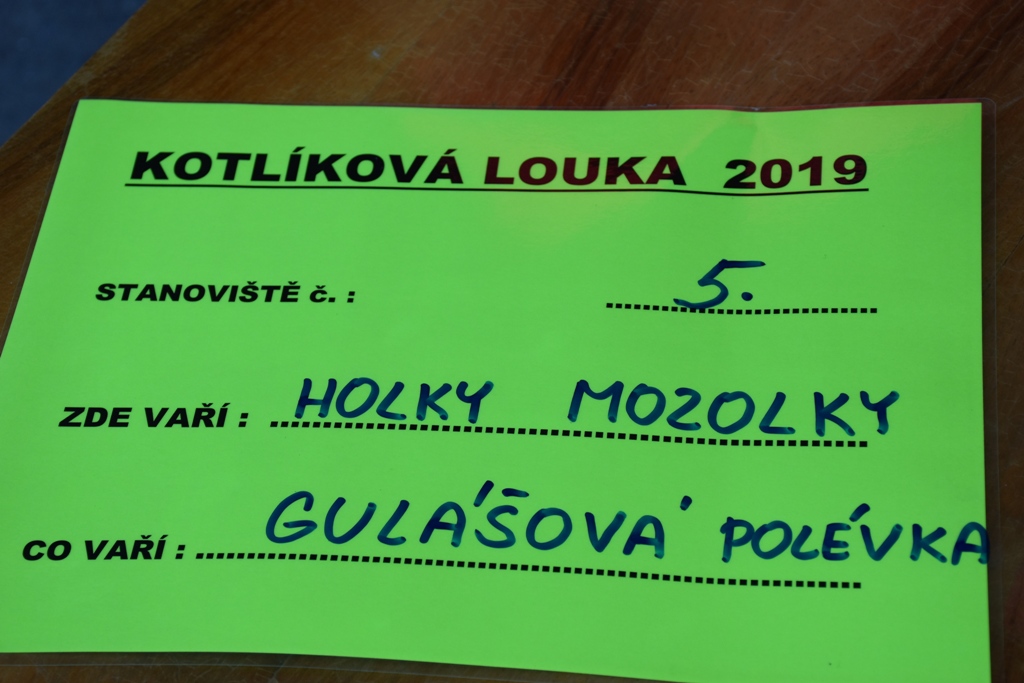 KOTLÍKOVÁ LOUKA 2019
STANOVIŠTĚ č. : 5.
ZDE VAŘÍ : HOLKY MOZOLKY
CO VAŘÍ : GULÁŠOVÁ POLÉVKA